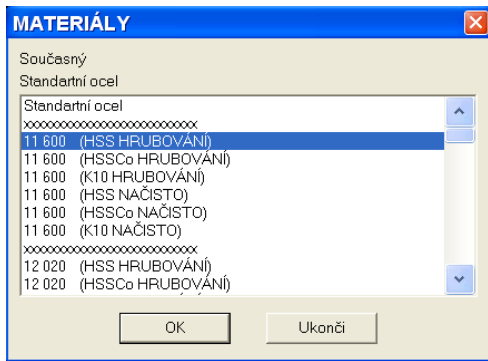 MATERIÁLY
Současný
Standartní ocel
Standartní ocel
xxxxxxxxxxxxxxxxxxxxxxxxx
11 600 (HSS HRUBOVÁNÍ)
11 600 (HSSCo HRUBOVÁNÍ)
11 600 (K10 HRUBOVÁNÍ)
11 600 (HSS NAČISTO)
11 600 (HSSCo NAČISTO)
11 600 (K10 NAČISTO)
xxxxxxxxxxxxxxxxxxxxxxxxx
12 020 (HSS HRUBOVÁNÍ)
12 020 (HSSCo HRUBOVÁNÍ)
OK Ukonči